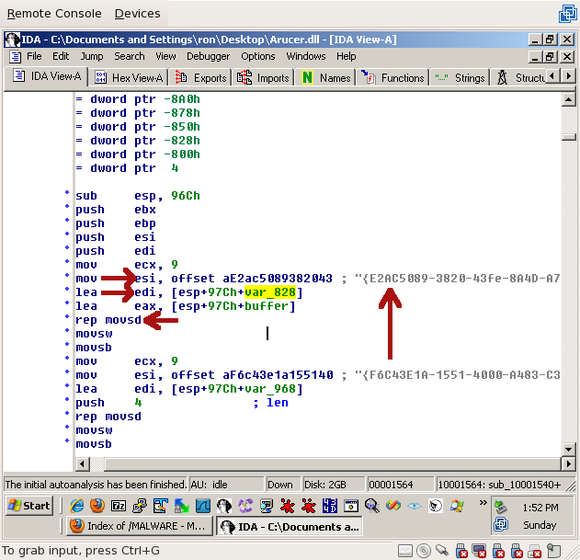 Remote Console Devices
IDA - C:\Documents and Settings\ron\Desktop\Arucer.dll - [IDA View-A]
File Edit Jump Search View Debugger Options Windows Help
IDA View-A Hex View-A Exports Imports N Names Functions "..." Strings Structu
= dword ptr -8A0h
= dword ptr -878h
= dword ptr -850h
= dword ptr -828h
= dword ptr -800h
= dword ptr 4
sub esp, 96Ch
push ebx
push ebp
push esi
push edi
mov ecx, 9
mov esi, offset aE2ac5089382043 ; "{E2AC5089-3820-43fe-8A4D-A7
lea edi, [esp+97Ch+var_828]
lea eax, [esp+97Ch+buffer]
rep movsd
movsw
movsb
mov ecx, 9
mov esi, offset aF6c43e1a155140 ; "{F6C43E1A-1551-4000-A483-C3
lea edi, [esp+97Ch+var_968]
push 4 ; len
rep movsd
movsw
movsb
The initial autoanalysis has been finished. AU: idle Down Disk: 2GB 00001564 10001564: sub_10001540+
Start 1:52 PM
Index of /MALWARE - M... IDA - C:\Documents a... Sunday
To grab input, press Ctrl+G